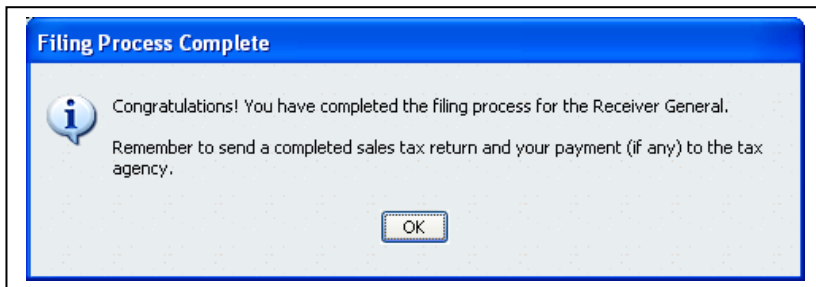 Filing Process Complete
Congratulations! You have completed the filing process for the Receiver General.
Remember to send a completed sales tax return and your payment (if any) to the tax
agency.
OK